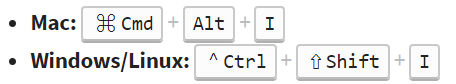 • Mac: ⌘ Cmd + Alt + I
• Windows/Linux: ^ Ctrl + ⇧ Shift + I